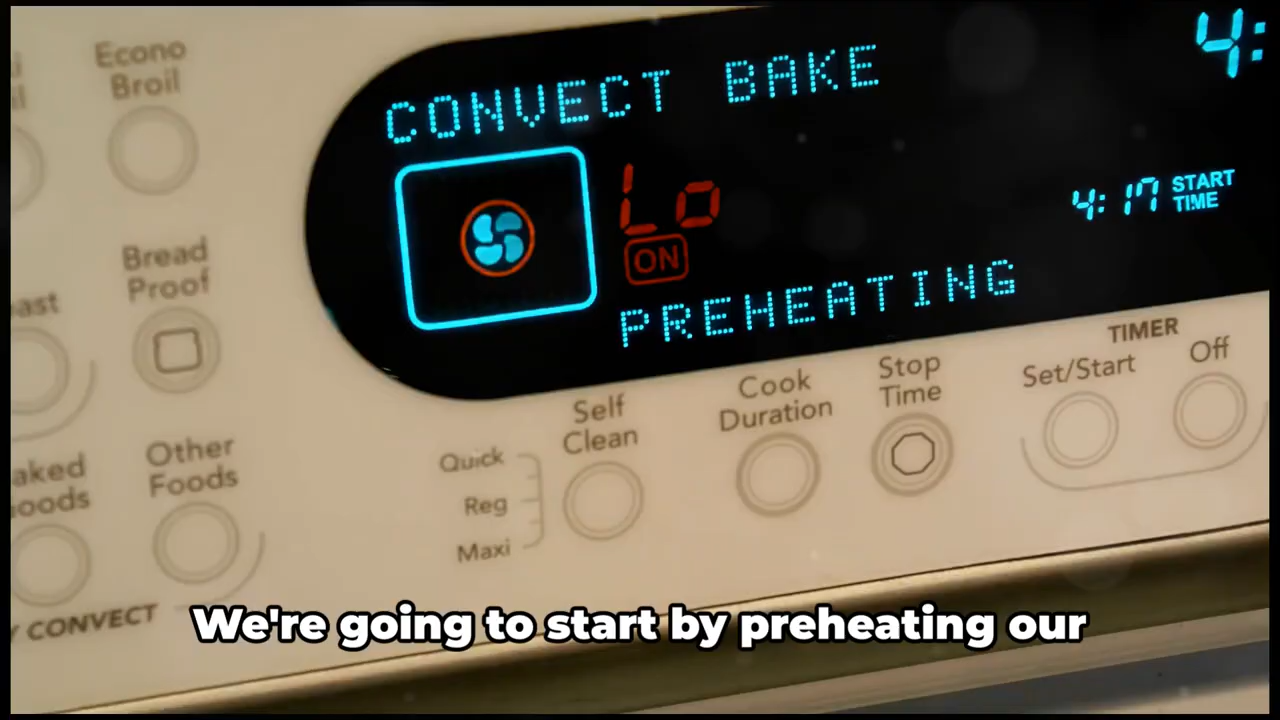 Econo
Broil
CONVECT BAKE
4:
Lo
ON
4:17 START
TIME
PREHEATING
Bread
Proof
Other
Foods
Self
Clean
Quick
Reg
Maxi
Cook
Duration
Stop
Time
TIMER
Set/Start
Off
CONVECT
We're going to start by preheating our